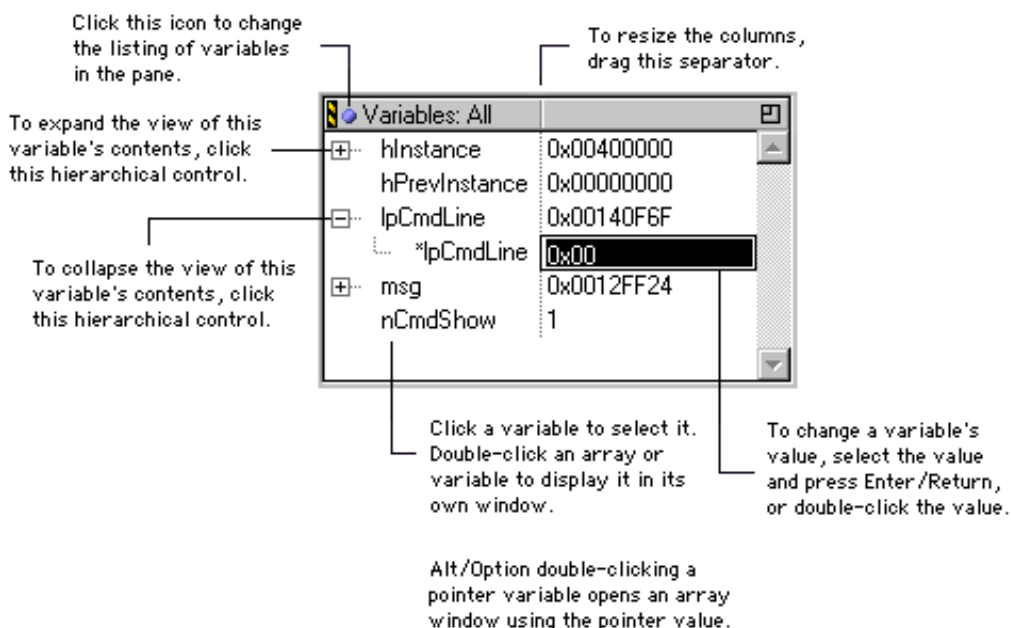 Click this icon to change
the listing of variables
in the pane.
To resize the columns,
drag this separator.
To expand the view of this
variable's contents, click
this hierarchical control.
Variables: All
hInstance 0x00400000
hPrevInstance 0x00000000
lpCmdLine 0x00140F6F
*lpCmdLine 0x00
msg 0x0012FF24
nCmdShow 1
To collapse the view of this
variable's contents, click
this hierarchical control.
Click a variable to select it.
Double-click an array or
variable to display it in its
own window.
To change a variable's
value, select the value
and press Enter/Return,
or double-click the value.
Alt/Option double-clicking a
pointer variable opens an array
window using the pointer value.